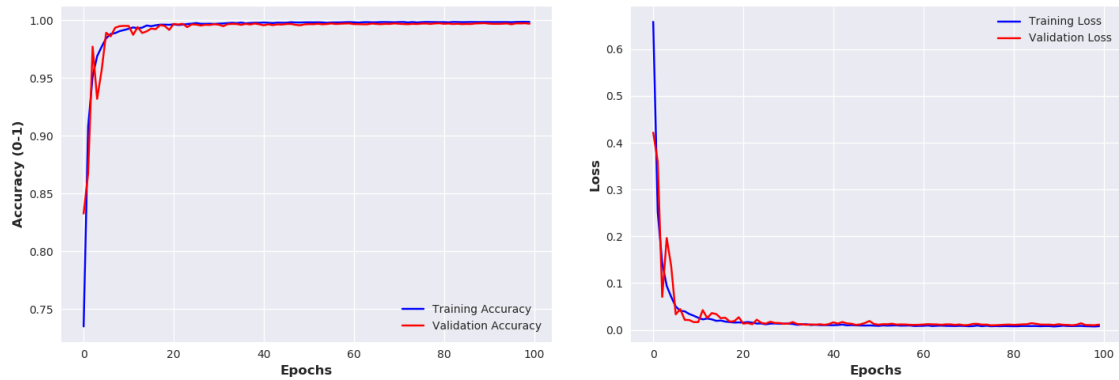 1.00
0.95
0.90
0.85
0.80
0.75
Accuracy (0-1)
Training Accuracy
Validation Accuracy
0 20 40 60 80 100
Epochs
Training Loss
Validation Loss
0.6
0.5
0.4
0.3
0.2
0.1
0.0
Loss
0 20 40 60 80 100
Epochs